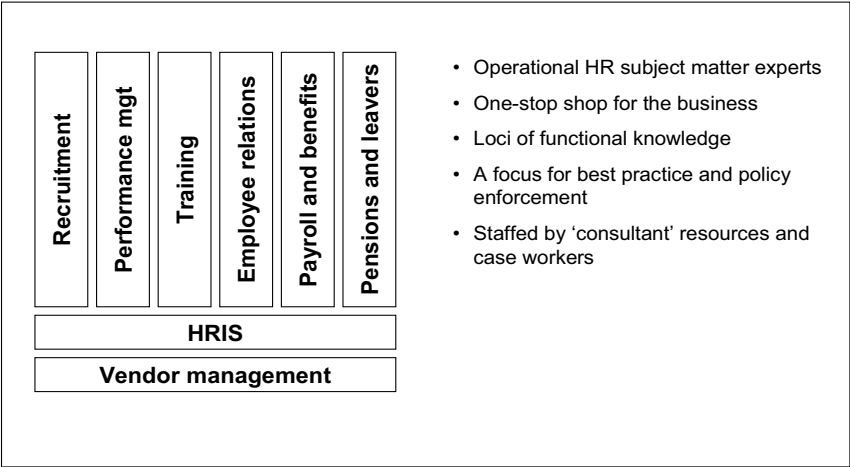 Recruitment
Performance mgt
Training
Employee relations
Payroll and benefits
Pensions and leavers
HRIS
Vendor management
• Operational HR subject matter experts
• One-stop shop for the business
• Loci of functional knowledge
• A focus for best practice and policy
enforcement
• Staffed by ‘consultant’ resources and
case workers